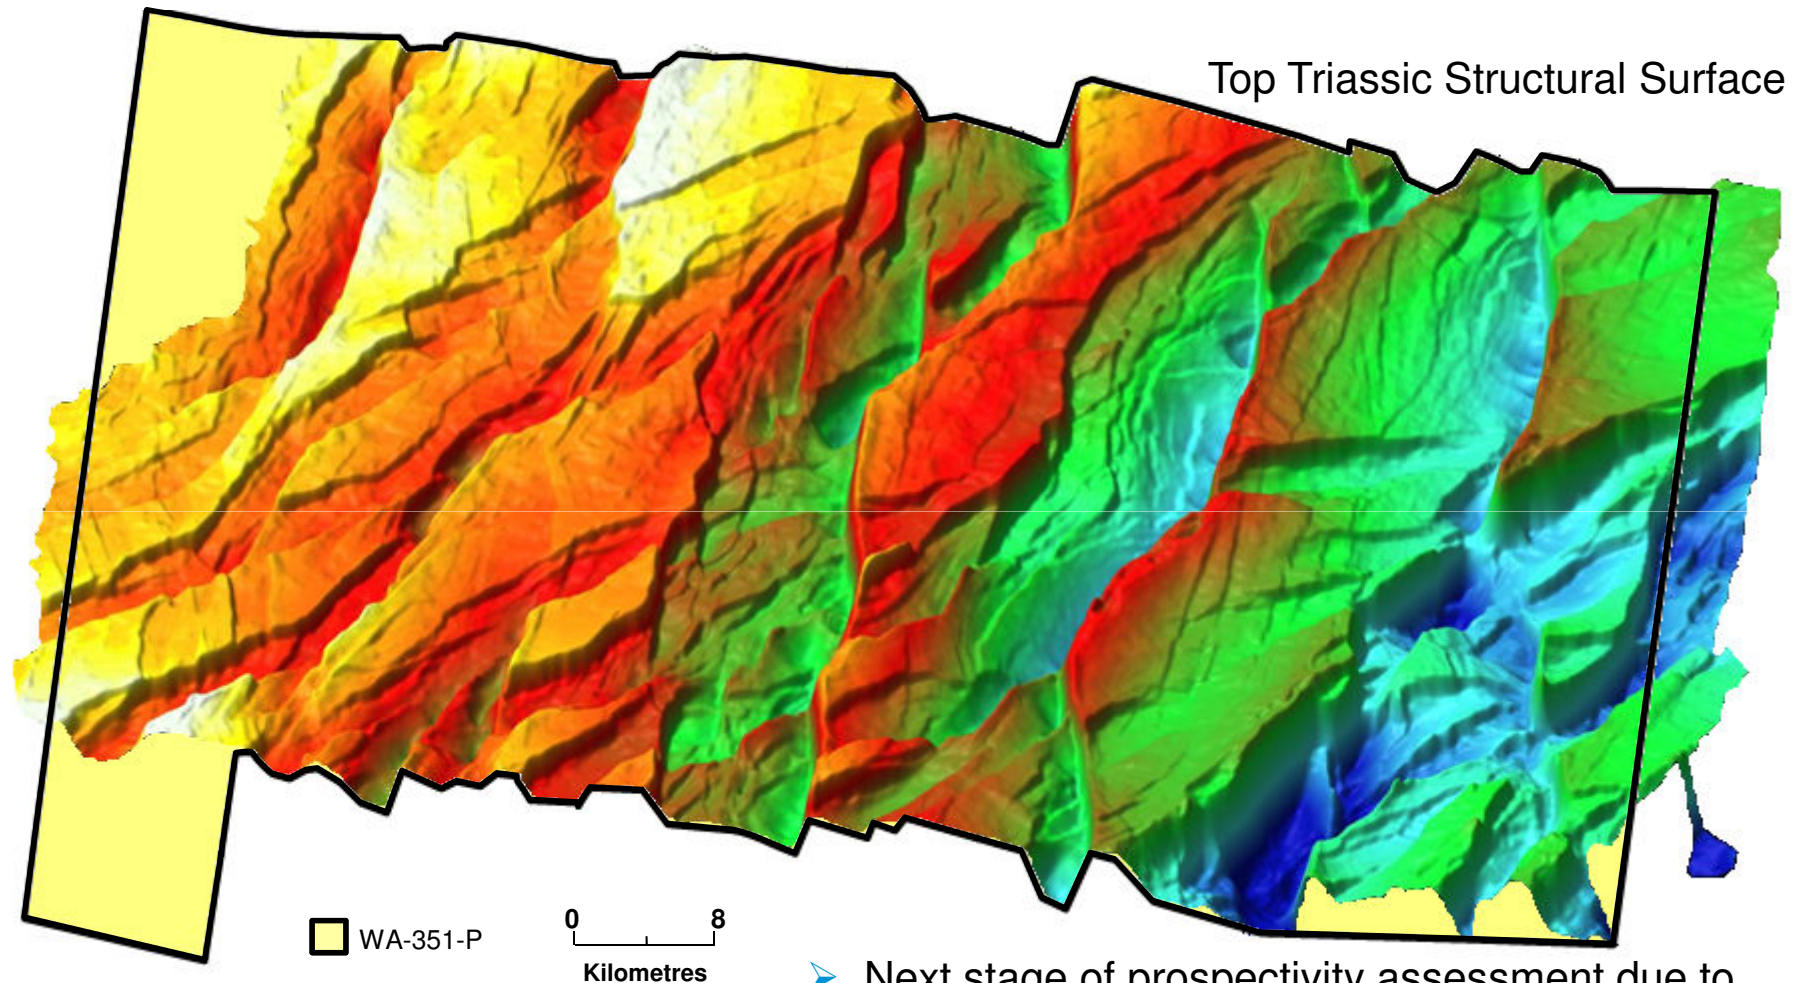 Top Triassic Structural Surface
WA-351-P
0 8
Kilometres
➢ Next stage of prospectivity assessment due to